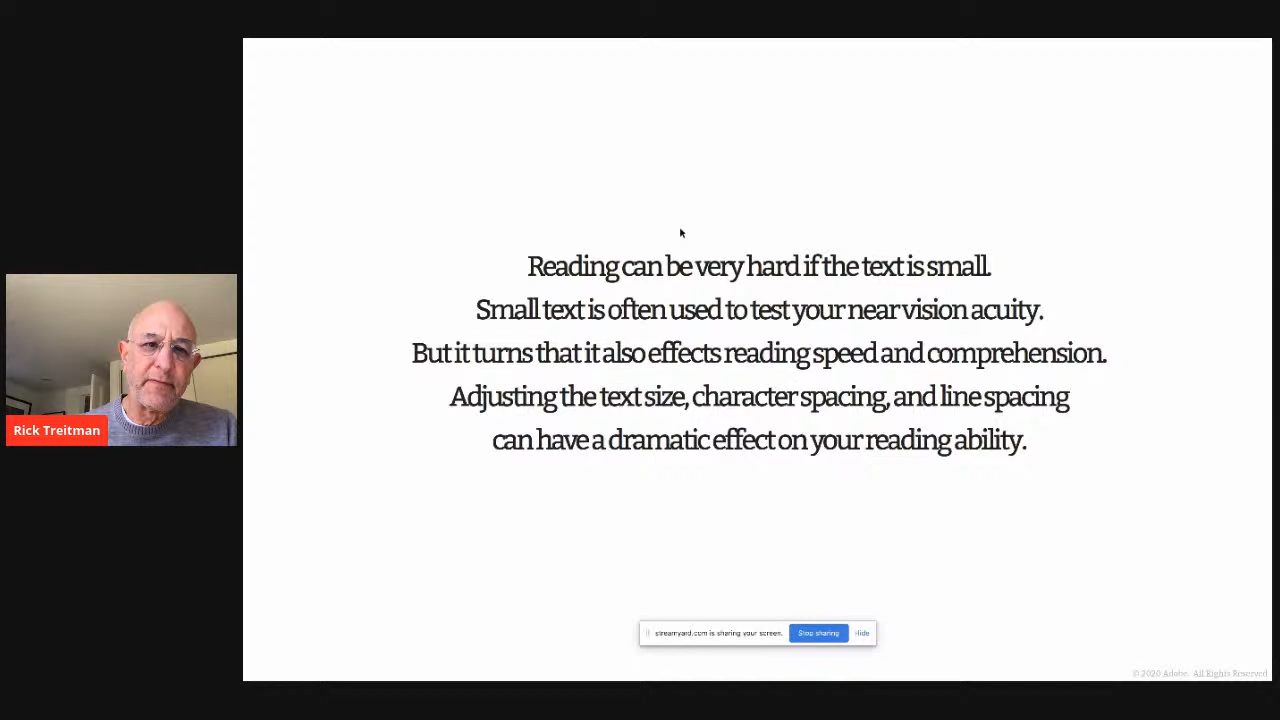 Reading can be very hard if the text is small.
Small text is often used to test your near vision acuity.
But it turns that it also effects reading speed and comprehension.
Adjusting the text size, character spacing, and line spacing
can have a dramatic effect on your reading ability.
Rick Treitman
streamyard.com is sharing your screen. Stop sharing Hide
© 2020 Adobe. All Rights Reserved